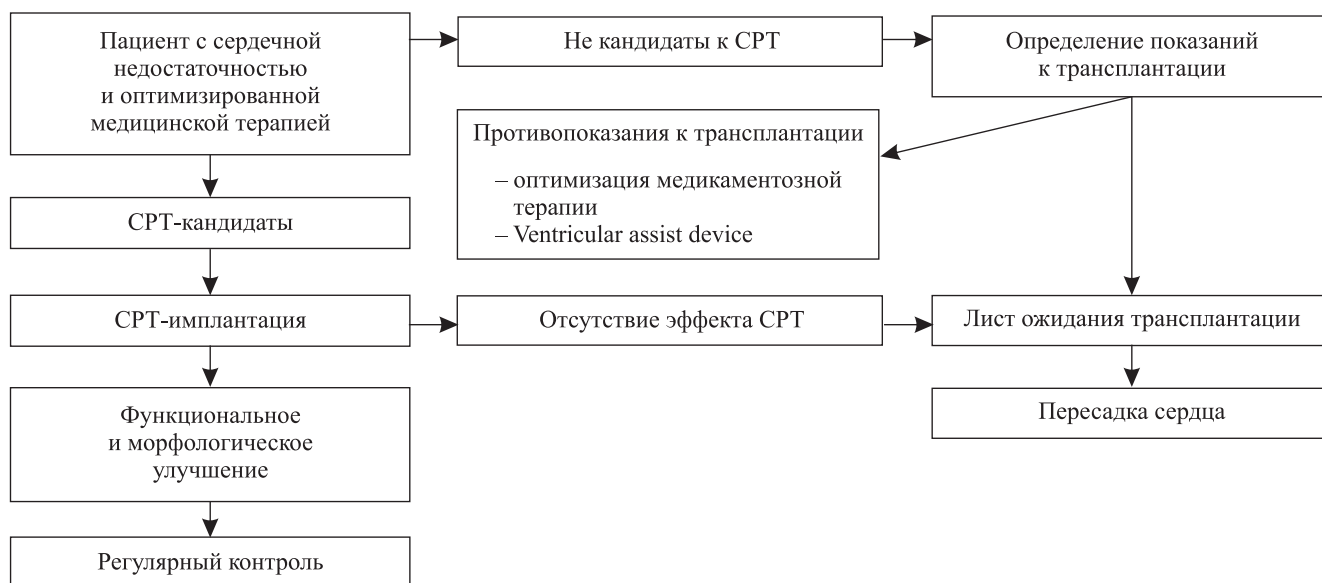 Пациент с сердечной
недостаточностью
и оптимизированной
медицинской терапией
Не кандидаты к СРТ
Определение показаний
к трансплантации
Противопоказания к трансплантации
– оптимизация медикаментозной
терапии
– Ventricular assist device
СРТ-кандидаты
СРТ-имплантация
Отсутствие эффекта СРТ
Лист ожидания трансплантации
Функциональное
и морфологическое
улучшение
Пересадка сердца
Регулярный контроль